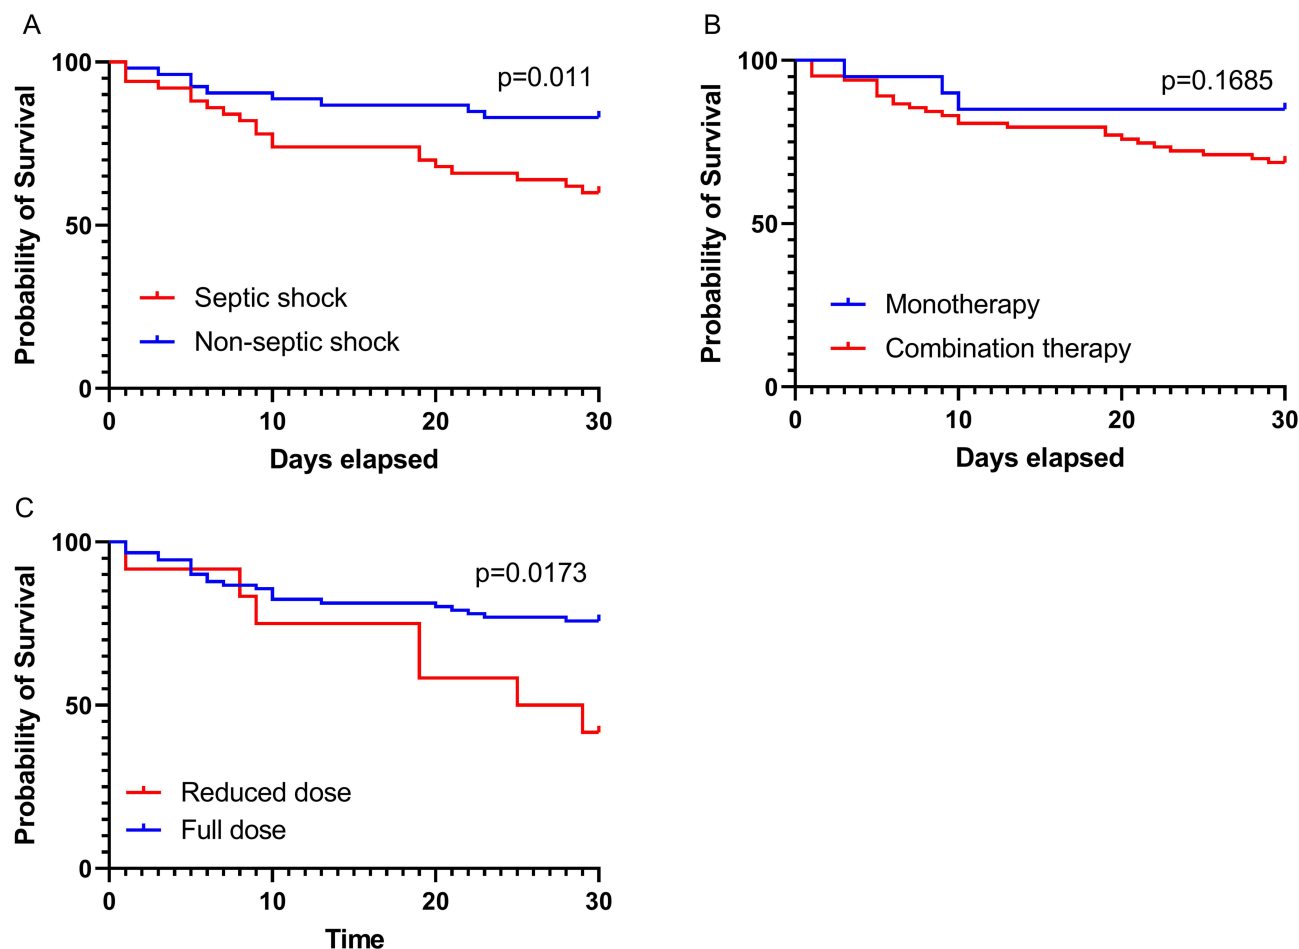 A
100
50
0
Probability of Survival
p=0.011
Septic shock
Non-septic shock
0 10 20 30
Days elapsed
B
100
50
0
Probability of Survival
p=0.1685
Monotherapy
Combination therapy
0 10 20 30
Days elapsed
C
100
50
0
Probability of Survival
p=0.0173
Reduced dose
Full dose
0 10 20 30
Time